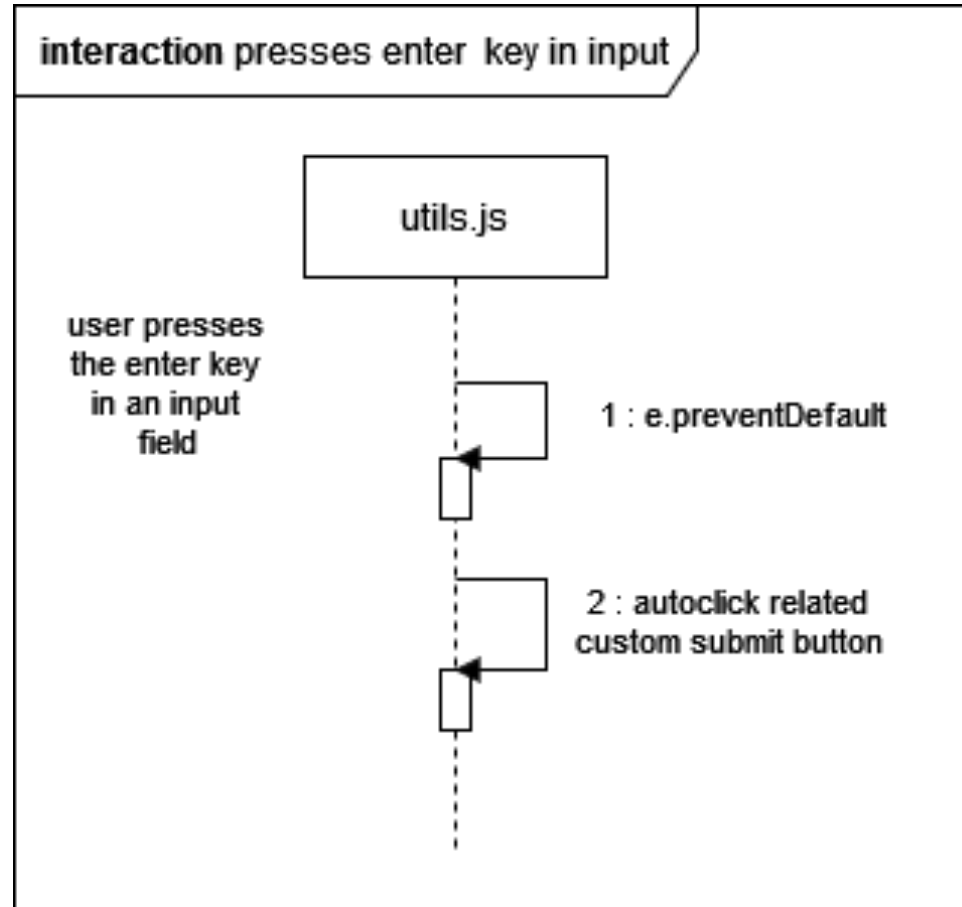 interaction presses enter key in input
utils.js
user presses
the enter key
in an input
field
1 : e.preventDefault
2 : autoclick related
custom submit button